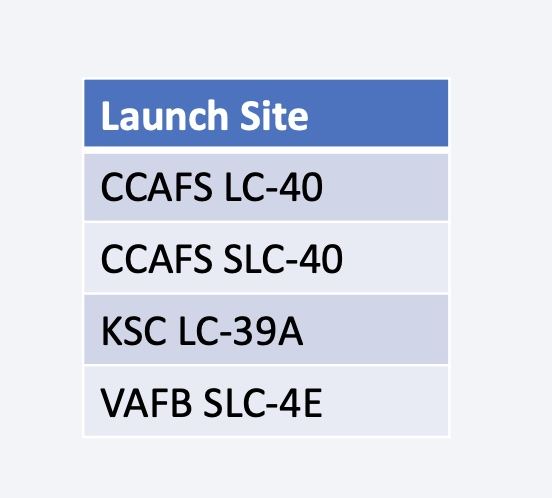 Launch Site
CCAFS LC-40
CCAFS SLC-40
KSC LC-39A
VAFB SLC-4E